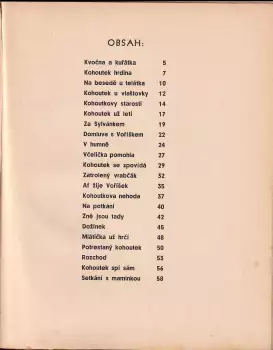 OBSAH:
Kvočna a kuřátka 5
Kohoutek hrdina 7
Na besedě u telátka 10
Kohoutek u vlaštovky 12
Kohoutkovy starosti 14
Kohoutek už letí 17
Za Sylvánkem 19
Domluva s Voříškem 22
V humně 24
Včelička pomohla 27
Kohoutek se zpovídá 29
Zatrolený vrabčák 32
Ať žije Voříšek 35
Kohoutkova nehoda 37
Na potkání 40
Žně jsou tady 42
Dožínek 45
Mlátička už hrčí 48
Potrestaný kohoutek 50
Rozchod 53
Kohoutek spí sám 56
Setkání s maminkou 58